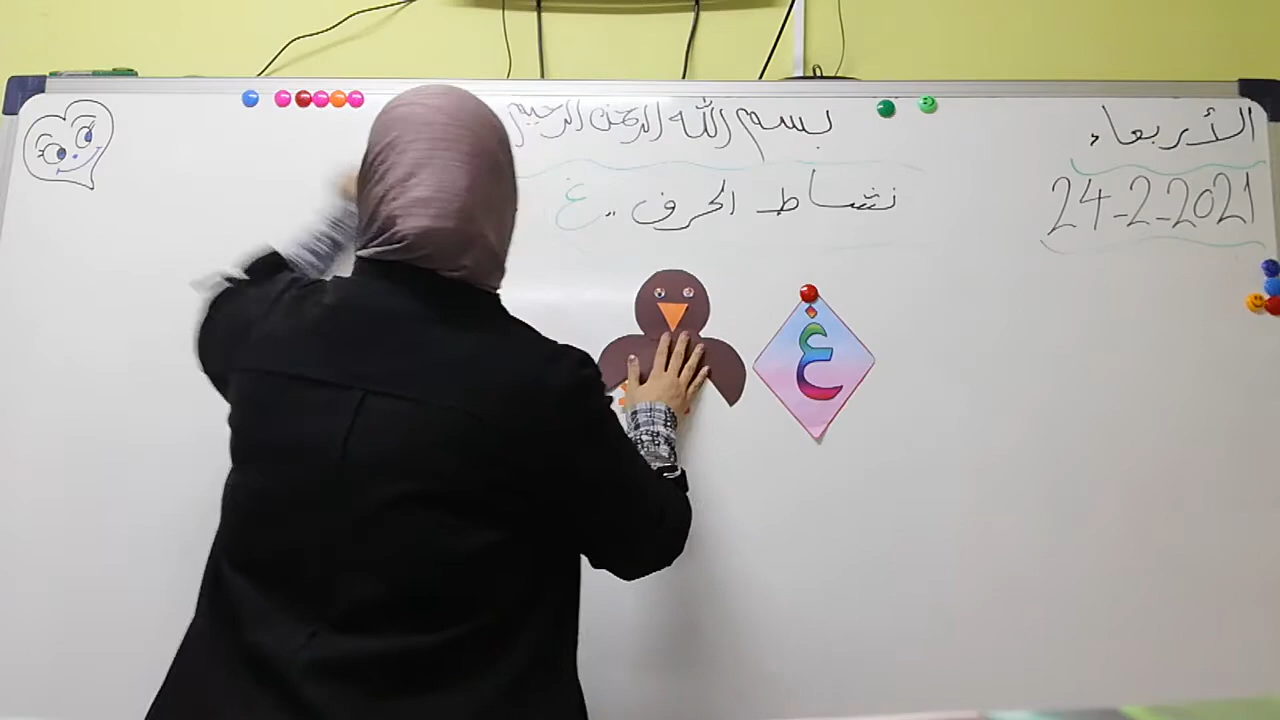 بسم الله الرحمن الرحيم
الأربعاء
24-2-2021
نشاط الحرف .. غ
غ